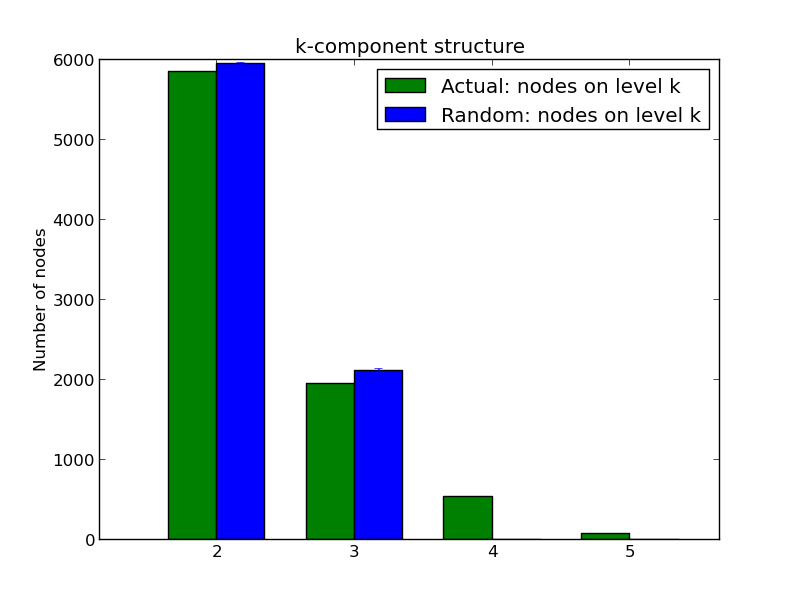 k-component structure
Actual: nodes on level k
Random: nodes on level k
Number of nodes
6000
5000
4000
3000
2000
1000
0
2 3 4 5